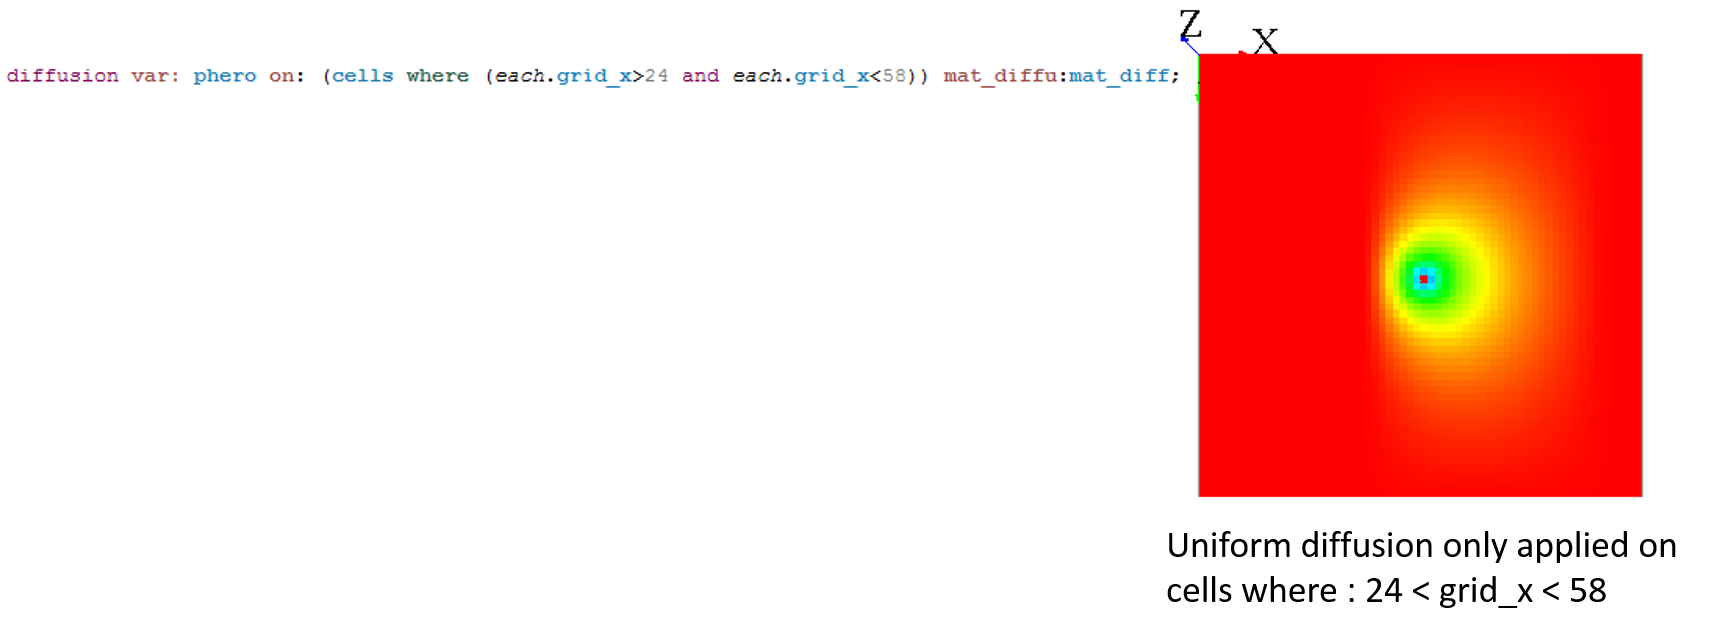 Z
X
diffusion var: phero on: (cells where (each.grid_x>24 and each.grid_x<58)) mat_diffu:mat_diff;
Uniform diffusion only applied on
cells where : 24 < grid_x < 58